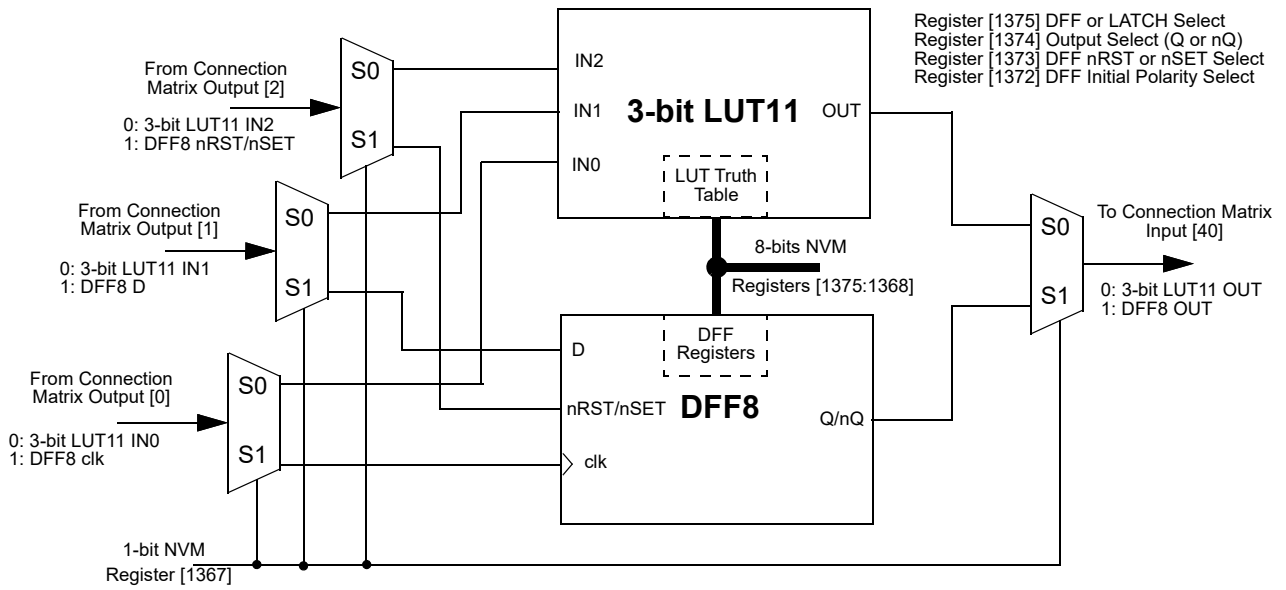 Register [1375] DFF or LATCH Select
Register [1374] Output Select (Q or nQ)
Register [1373] DFF nRST or nSET Select
Register [1372] DFF Initial Polarity Select
From Connection
Matrix Output [2]
0: 3-bit LUT11 IN2
1: DFF8 nRST/nSET
S0
S1
IN2
IN1
IN0
3-bit LUT11
OUT
LUT Truth
Table
From Connection
Matrix Output [1]
0: 3-bit LUT11 IN1
1: DFF8 D
S0
S1
8-bits NVM
Registers [1375:1368]
S0
S1
To Connection Matrix
Input [40]
0: 3-bit LUT11 OUT
1: DFF8 OUT
From Connection
Matrix Output [0]
0: 3-bit LUT11 IN0
1: DFF8 clk
S0
S1
D
nRST/nSET
clk
DFF
Registers
DFF8
Q/nQ
1-bit NVM
Register [1367]